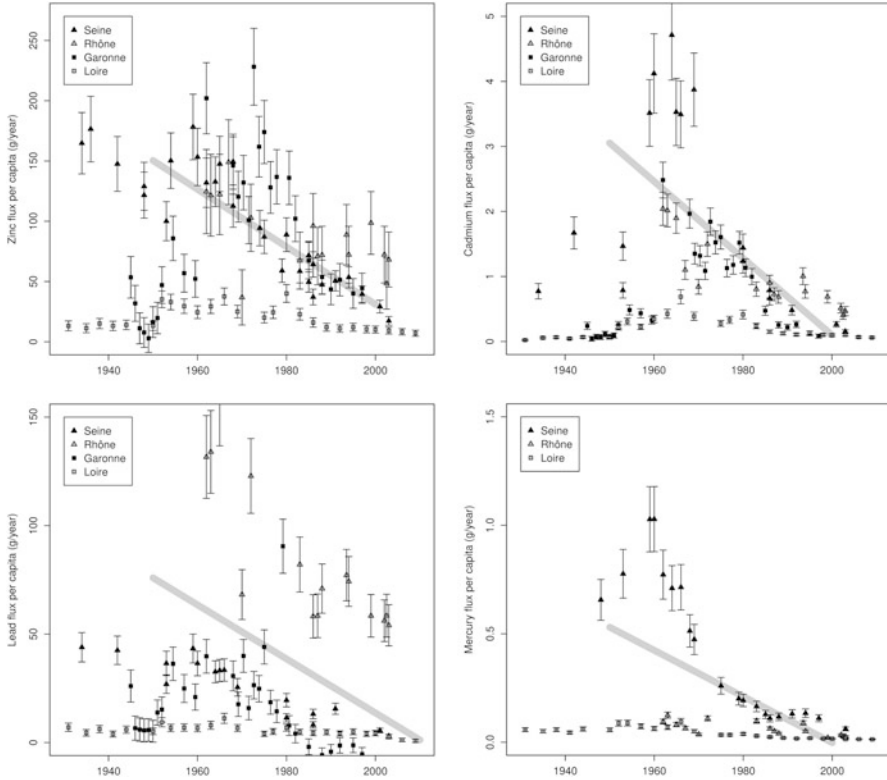 Seine
Rhône
Garonne
Loire
Zinc flux per capita (g/year)
250
200
150
100
50
0
1940 1960 1980 2000
Seine
Rhône
Garonne
Loire
Cadmium flux per capita (g/year)
5
4
3
2
1
0
1940 1960 1980 2000
Seine
Rhône
Garonne
Loire
Lead flux per capita (g/year)
150
100
50
0
1940 1960 1980 2000
Seine
Rhône
Loire
Mercury flux per capita (g/year)
1.5
1.0
0.5
0.0
1940 1960 1980 2000